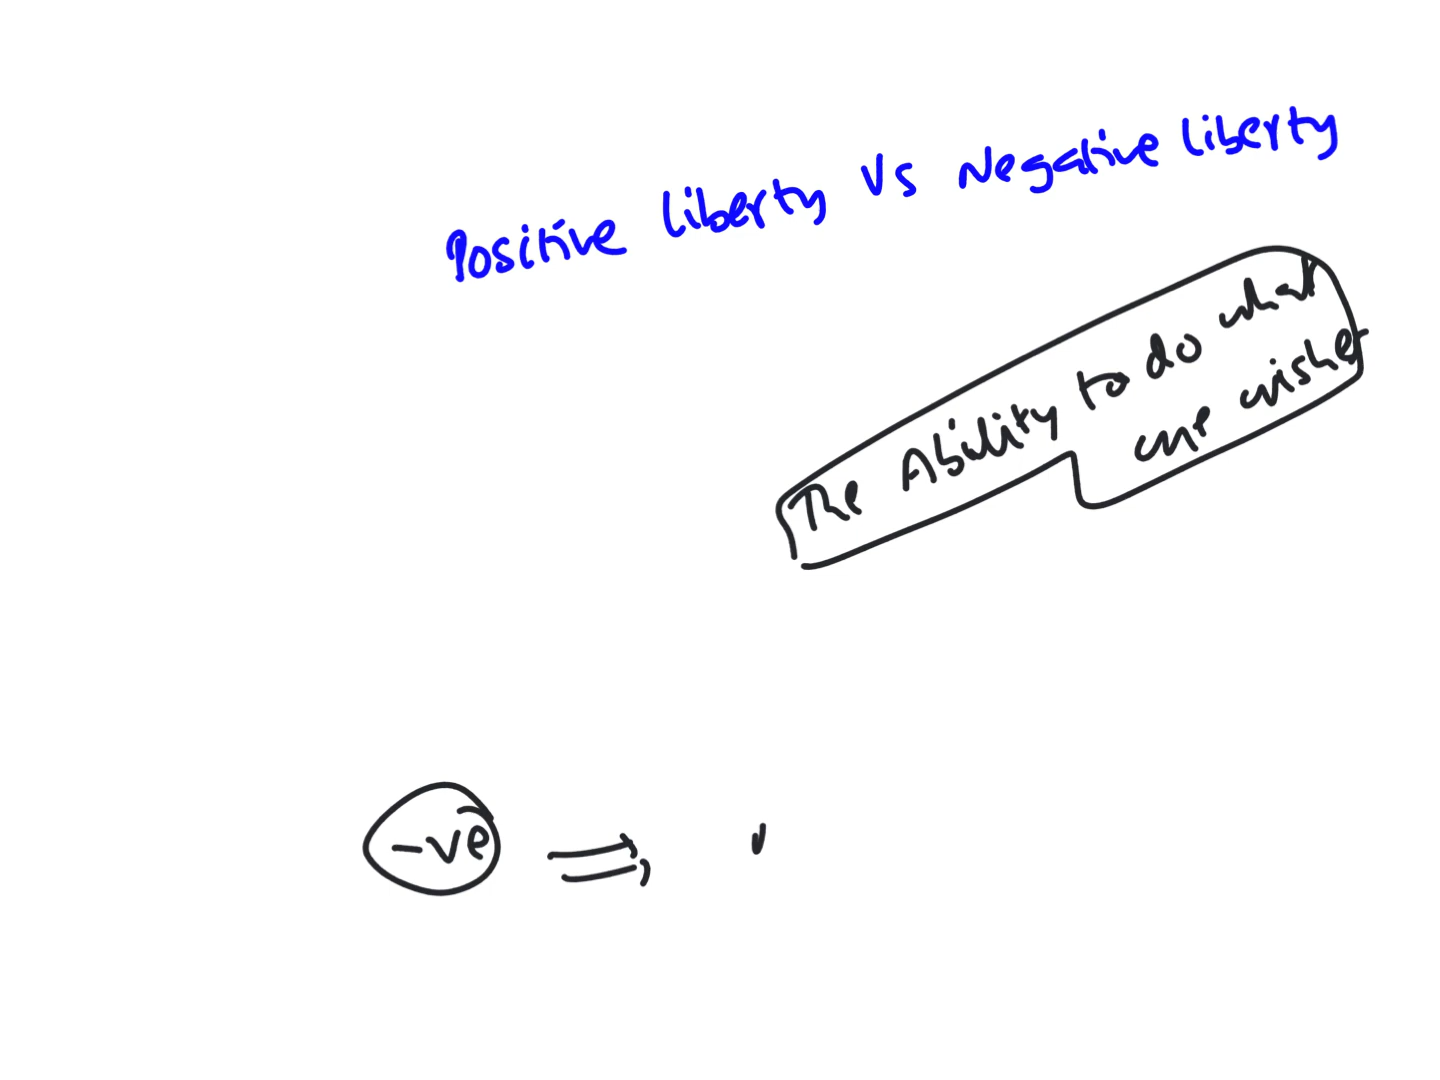 Positive liberty Vs Negative liberty
The Ability to do what
one wishes
-ve